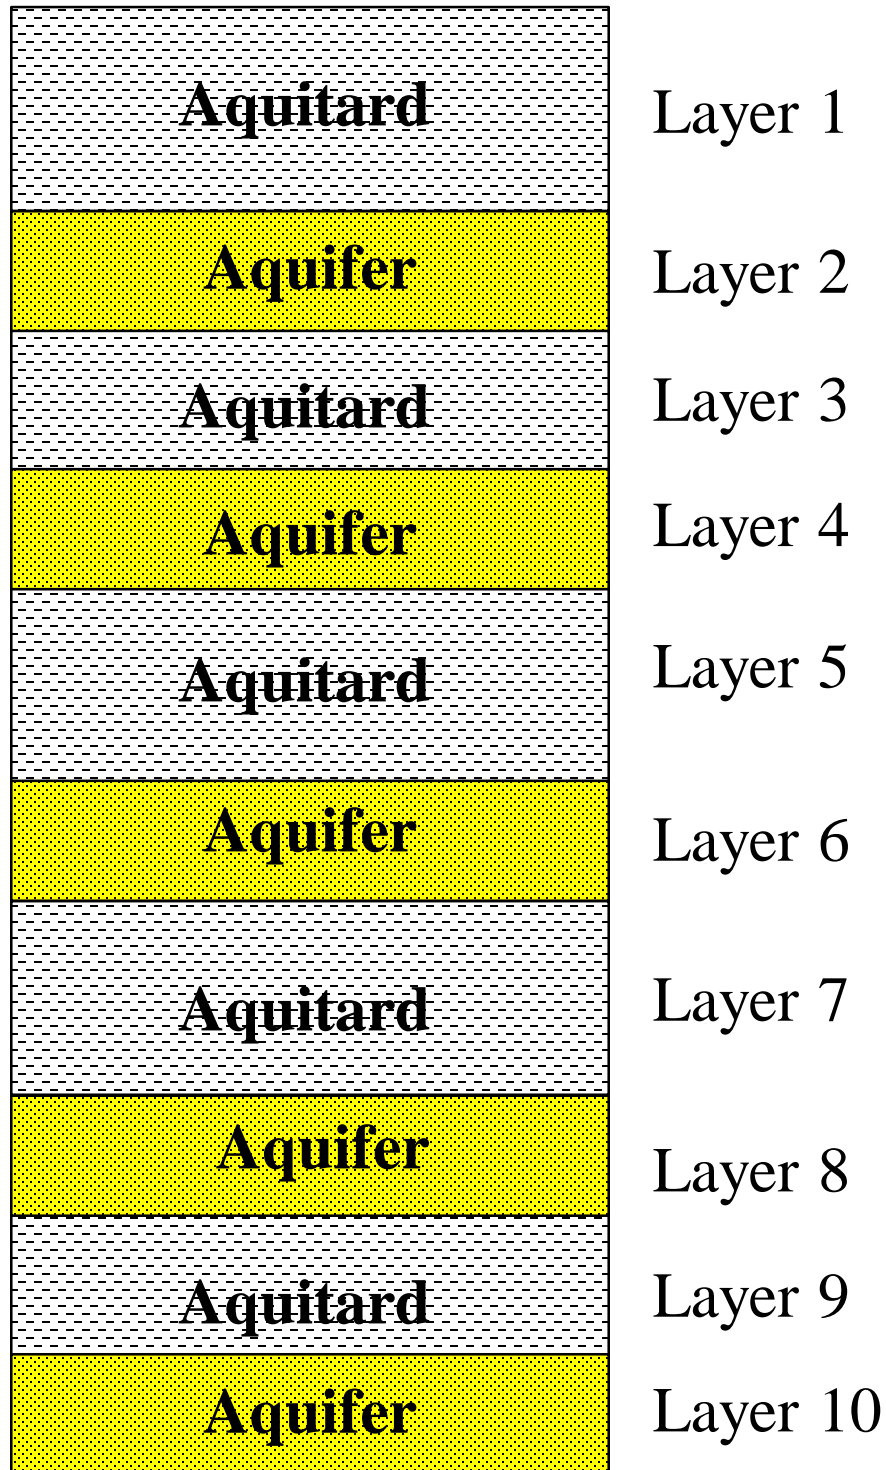 Aquitard Layer 1
Aquifer Layer 2
Aquitard Layer 3
Aquifer Layer 4
Aquitard Layer 5
Aquifer Layer 6
Aquitard Layer 7
Aquifer Layer 8
Aquitard Layer 9
Aquifer Layer 10